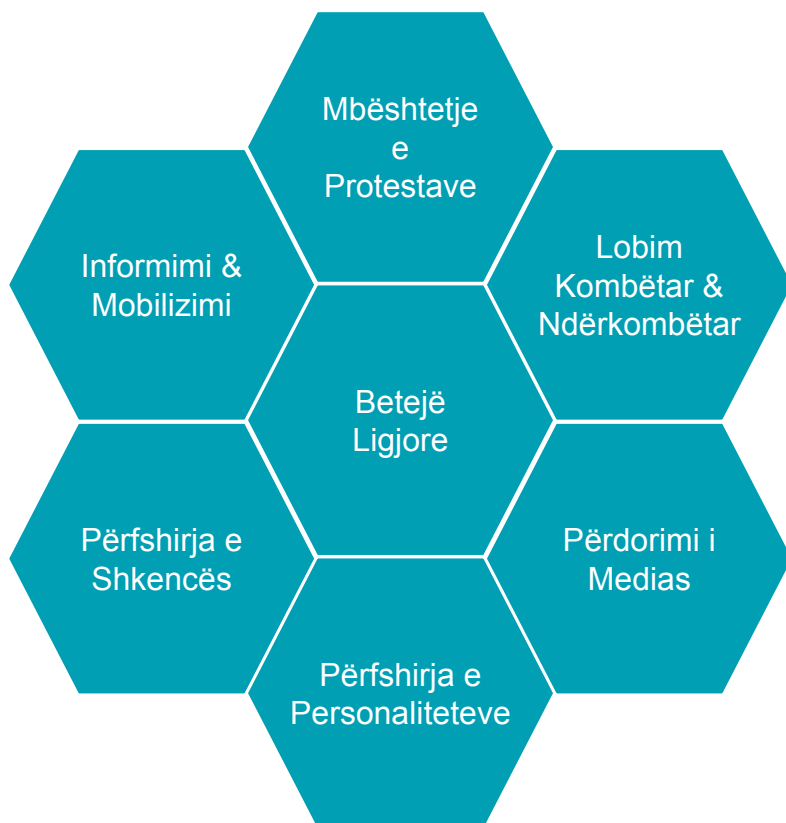 Mbështetje
e
Protestave
Informimi &
Mobilizimi
Lobim
Kombëtar &
Ndërkombëtar
Betejë
Ligjore
Përfshirja e
Shkencës
Përdorimi i
Medias
Përfshirja e
Personaliteteve